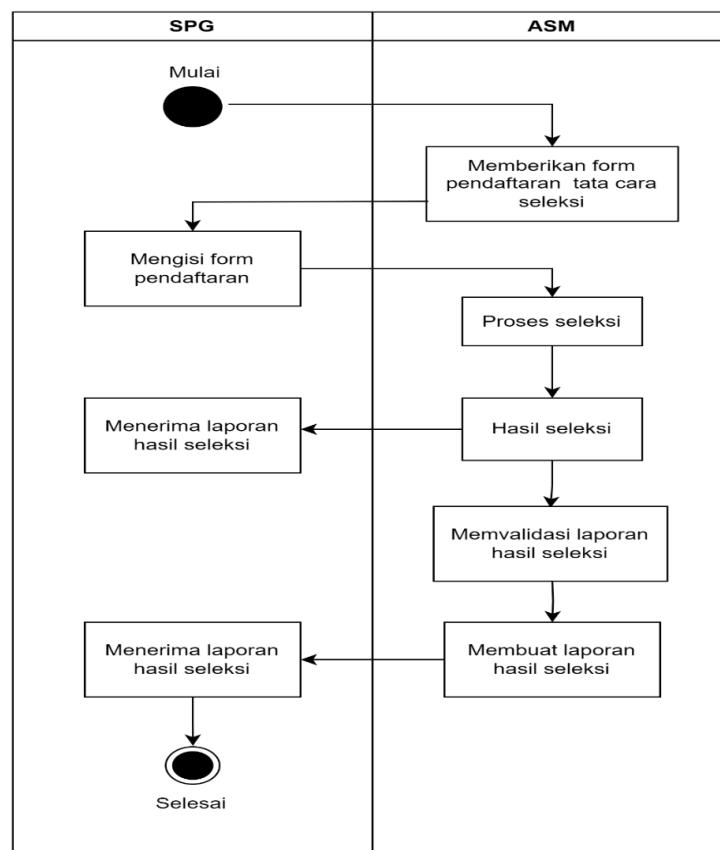 SPG
ASM
Mulai
Memberikan form
pendaftaran tata cara
seleksi
Mengisi form
pendaftaran
Proses seleksi
Menerima laporan
hasil seleksi
Hasil seleksi
Memvalidasi laporan
hasil seleksi
Menerima laporan
hasil seleksi
Membuat laporan
hasil seleksi
Selesai